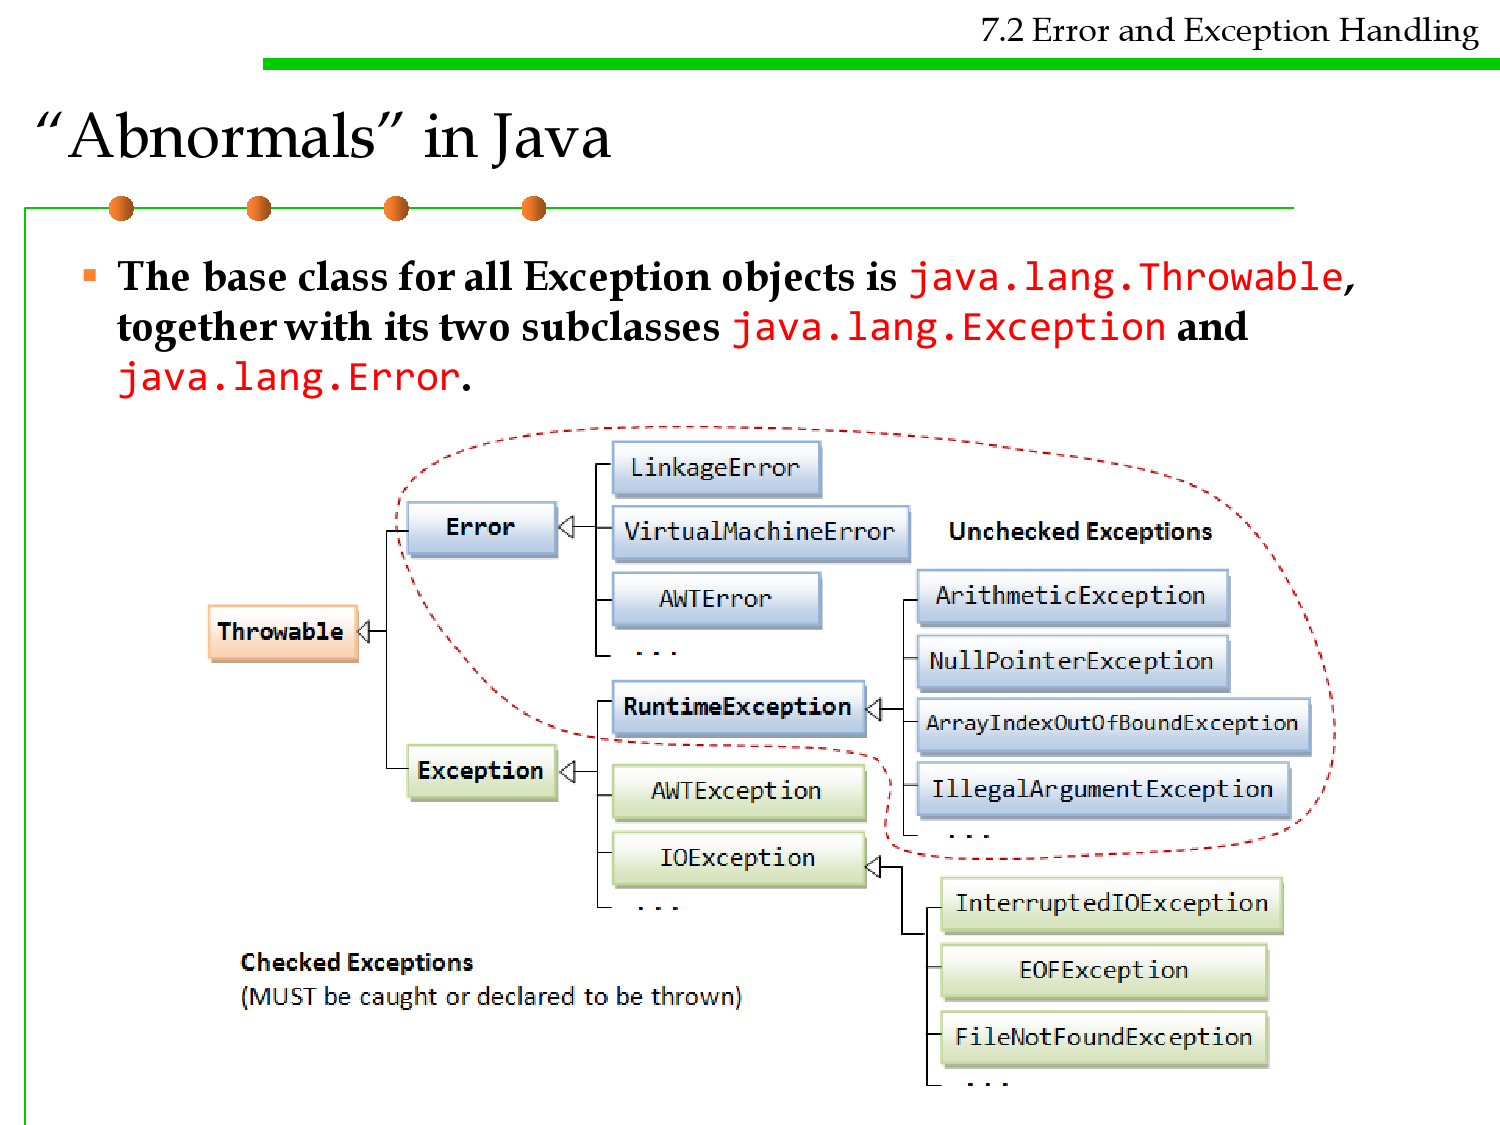 7.2 Error and Exception Handling
“Abnormals” in Java
▪ The base class for all Exception objects is java.lang.Throwable,
together with its two subclasses java.lang.Exception and
java.lang.Error.
LinkageError
Error
VirtualMachineError
Unchecked Exceptions
AWTError
ArithmeticException
Throwable
...
NullPointerException
RuntimeException
ArrayIndexOutOfBoundException
Exception
AWTException
IllegalArgumentException
...
IOException
...
InterruptedIOException
Checked Exceptions
(MUST be caught or declared to be thrown)
EOFException
FileNotFoundException
...